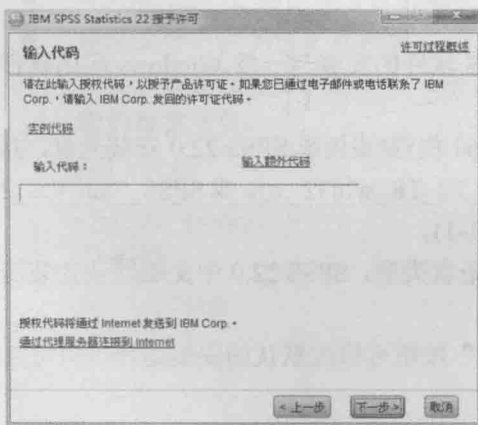 IBM SPSS Statistics 22 授予许可
输入代码
许可过程概述
请在此输入授权代码，以授予产品许可证。如果您已通过电子邮件或电话联系了 IBM
Corp.，请输入 IBM Corp. 发回的许可证代码。
实例代码
输入代码：
输入额外代码
授权代码将通过 Internet 发送到 IBM Corp.。
通过代理服务器连接到 Internet
< 上一步
下一步 >
取消